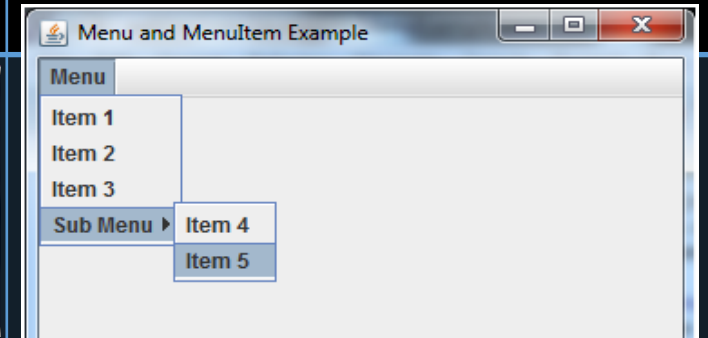 Menu and MenuItem Example
Menu
Item 1
Item 2
Item 3
Sub Menu
Item 4
Item 5